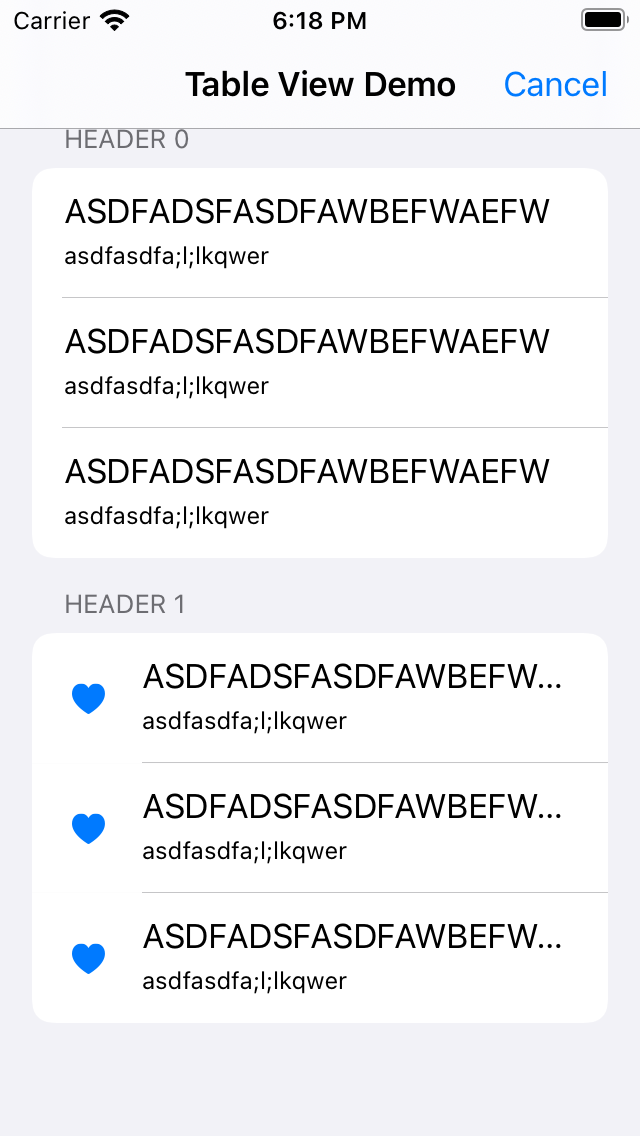 Carrier 6:18 PM
Table View Demo Cancel
HEADER 0
ASDFADSFASDFAWBEFWAEFW
asdfasdfa;l;lkqwer
ASDFADSFASDFAWBEFWAEFW
asdfasdfa;l;lkqwer
ASDFADSFASDFAWBEFWAEFW
asdfasdfa;l;lkqwer
HEADER 1
ASDFADSFASDFAWBEFW...
asdfasdfa;l;lkqwer
ASDFADSFASDFAWBEFW...
asdfasdfa;l;lkqwer
ASDFADSFASDFAWBEFW...
asdfasdfa;l;lkqwer